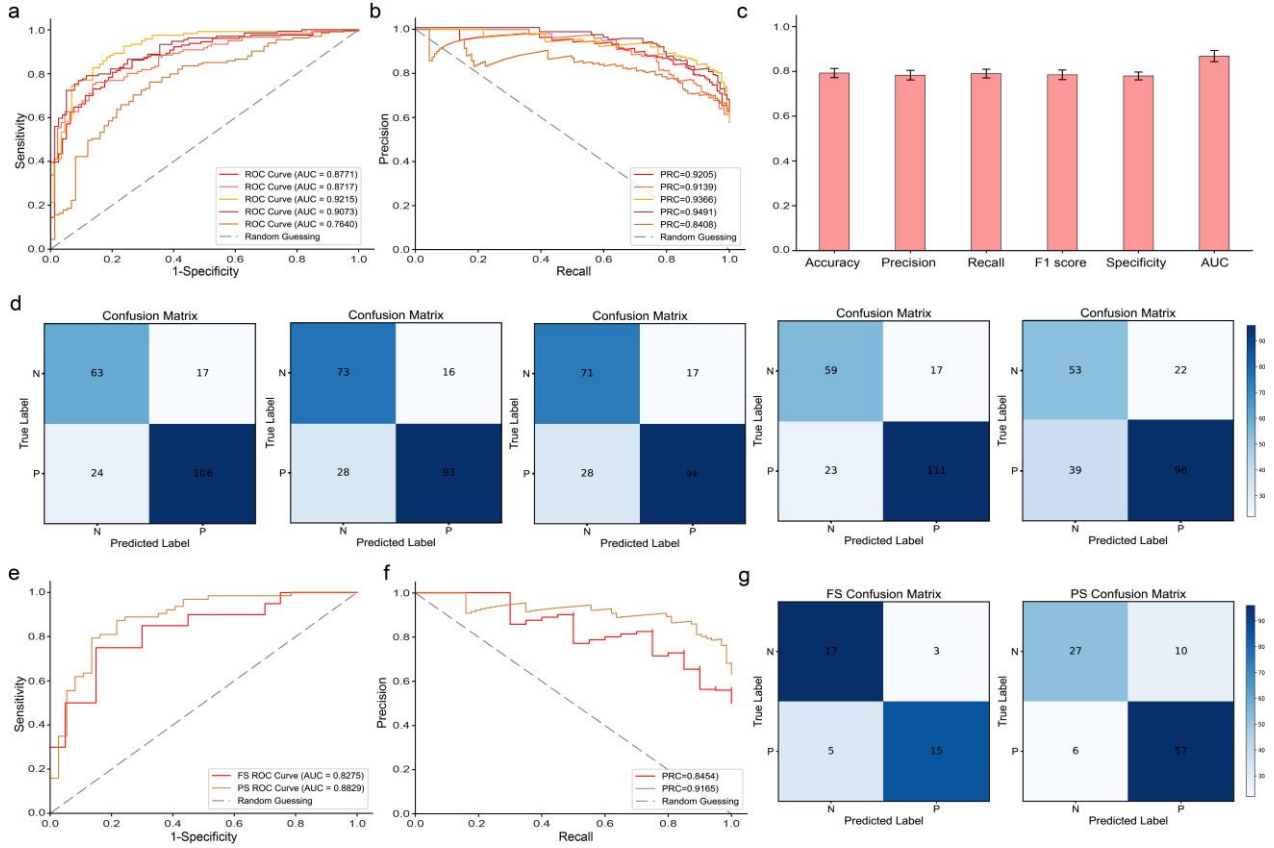 a
1.0
0.8
0.6
0.4
0.2
0.0
Sensitivity
ROC Curve (AUC = 0.8771)
ROC Curve (AUC = 0.8717)
ROC Curve (AUC = 0.9215)
ROC Curve (AUC = 0.9073)
ROC Curve (AUC = 0.7640)
Random Guessing
0.0 0.2 0.4 0.6 0.8 1.0
1-Specificity
b
1.0
0.8
0.6
0.4
0.2
0.0
Precision
PRC=0.9205
PRC=0.9139
PRC=0.9366
PRC=0.9491
PRC=0.8408
Random Guessing
0.2 0.4 0.6 0.8 1.0
Recall
c
1.0
0.8
0.6
0.4
0.2
0.0
Accuracy Precision Recall F1 score Specificity AUC
d
Confusion Matrix
True Label
N
63 17
P
24 106
N P
Predicted Label
Confusion Matrix
True Label
N
73 16
P
28 93
N P
Predicted Label
Confusion Matrix
True Label
N
71 17
P
28 94
N P
Predicted Label
Confusion Matrix
True Label
N
59 17
P
23 111
N P
Predicted Label
Confusion Matrix
True Label
N
53 22
P
39 96
N P
Predicted Label
90
80
70
60
50
40
30
e
1.0
0.8
0.6
0.4
0.2
0.0
Sensitivity
FS ROC Curve (AUC = 0.8275)
PS ROC Curve (AUC = 0.8829)
Random Guessing
0.0 0.2 0.4 0.6 0.8 1.0
1-Specificity
f
1.0
0.8
0.6
0.4
0.2
0.0
Precision
PRC=0.8454
PRC=0.9165
Random Guessing
0.2 0.4 0.6 0.8 1.0
Recall
g
FS Confusion Matrix
True Label
N
17 3
P
5 15
N P
Predicted Label
PS Confusion Matrix
True Label
N
27 10
P
6 57
N P
Predicted Label
90
80
70
60
50
40
30